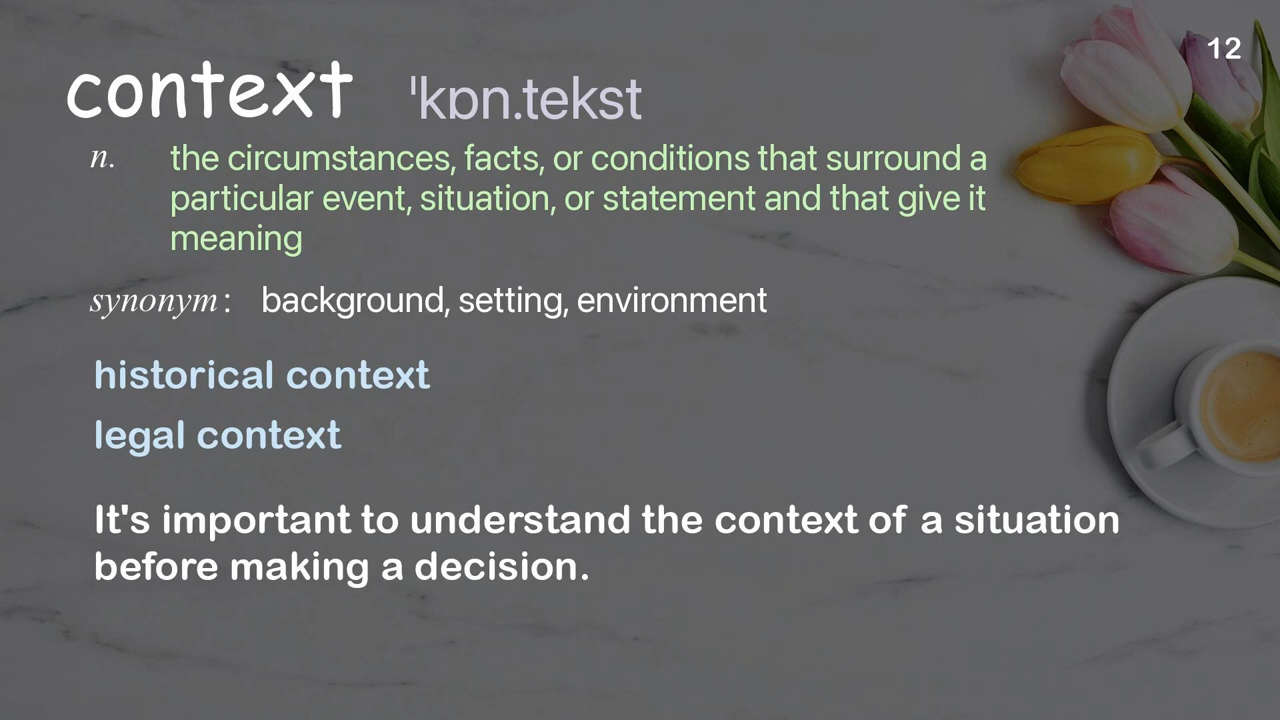 12
context ˈkɒn.tekst
n. the circumstances, facts, or conditions that surround a
particular event, situation, or statement and that give it
meaning
synonym: background, setting, environment
historical context
legal context
It's important to understand the context of a situation
before making a decision.